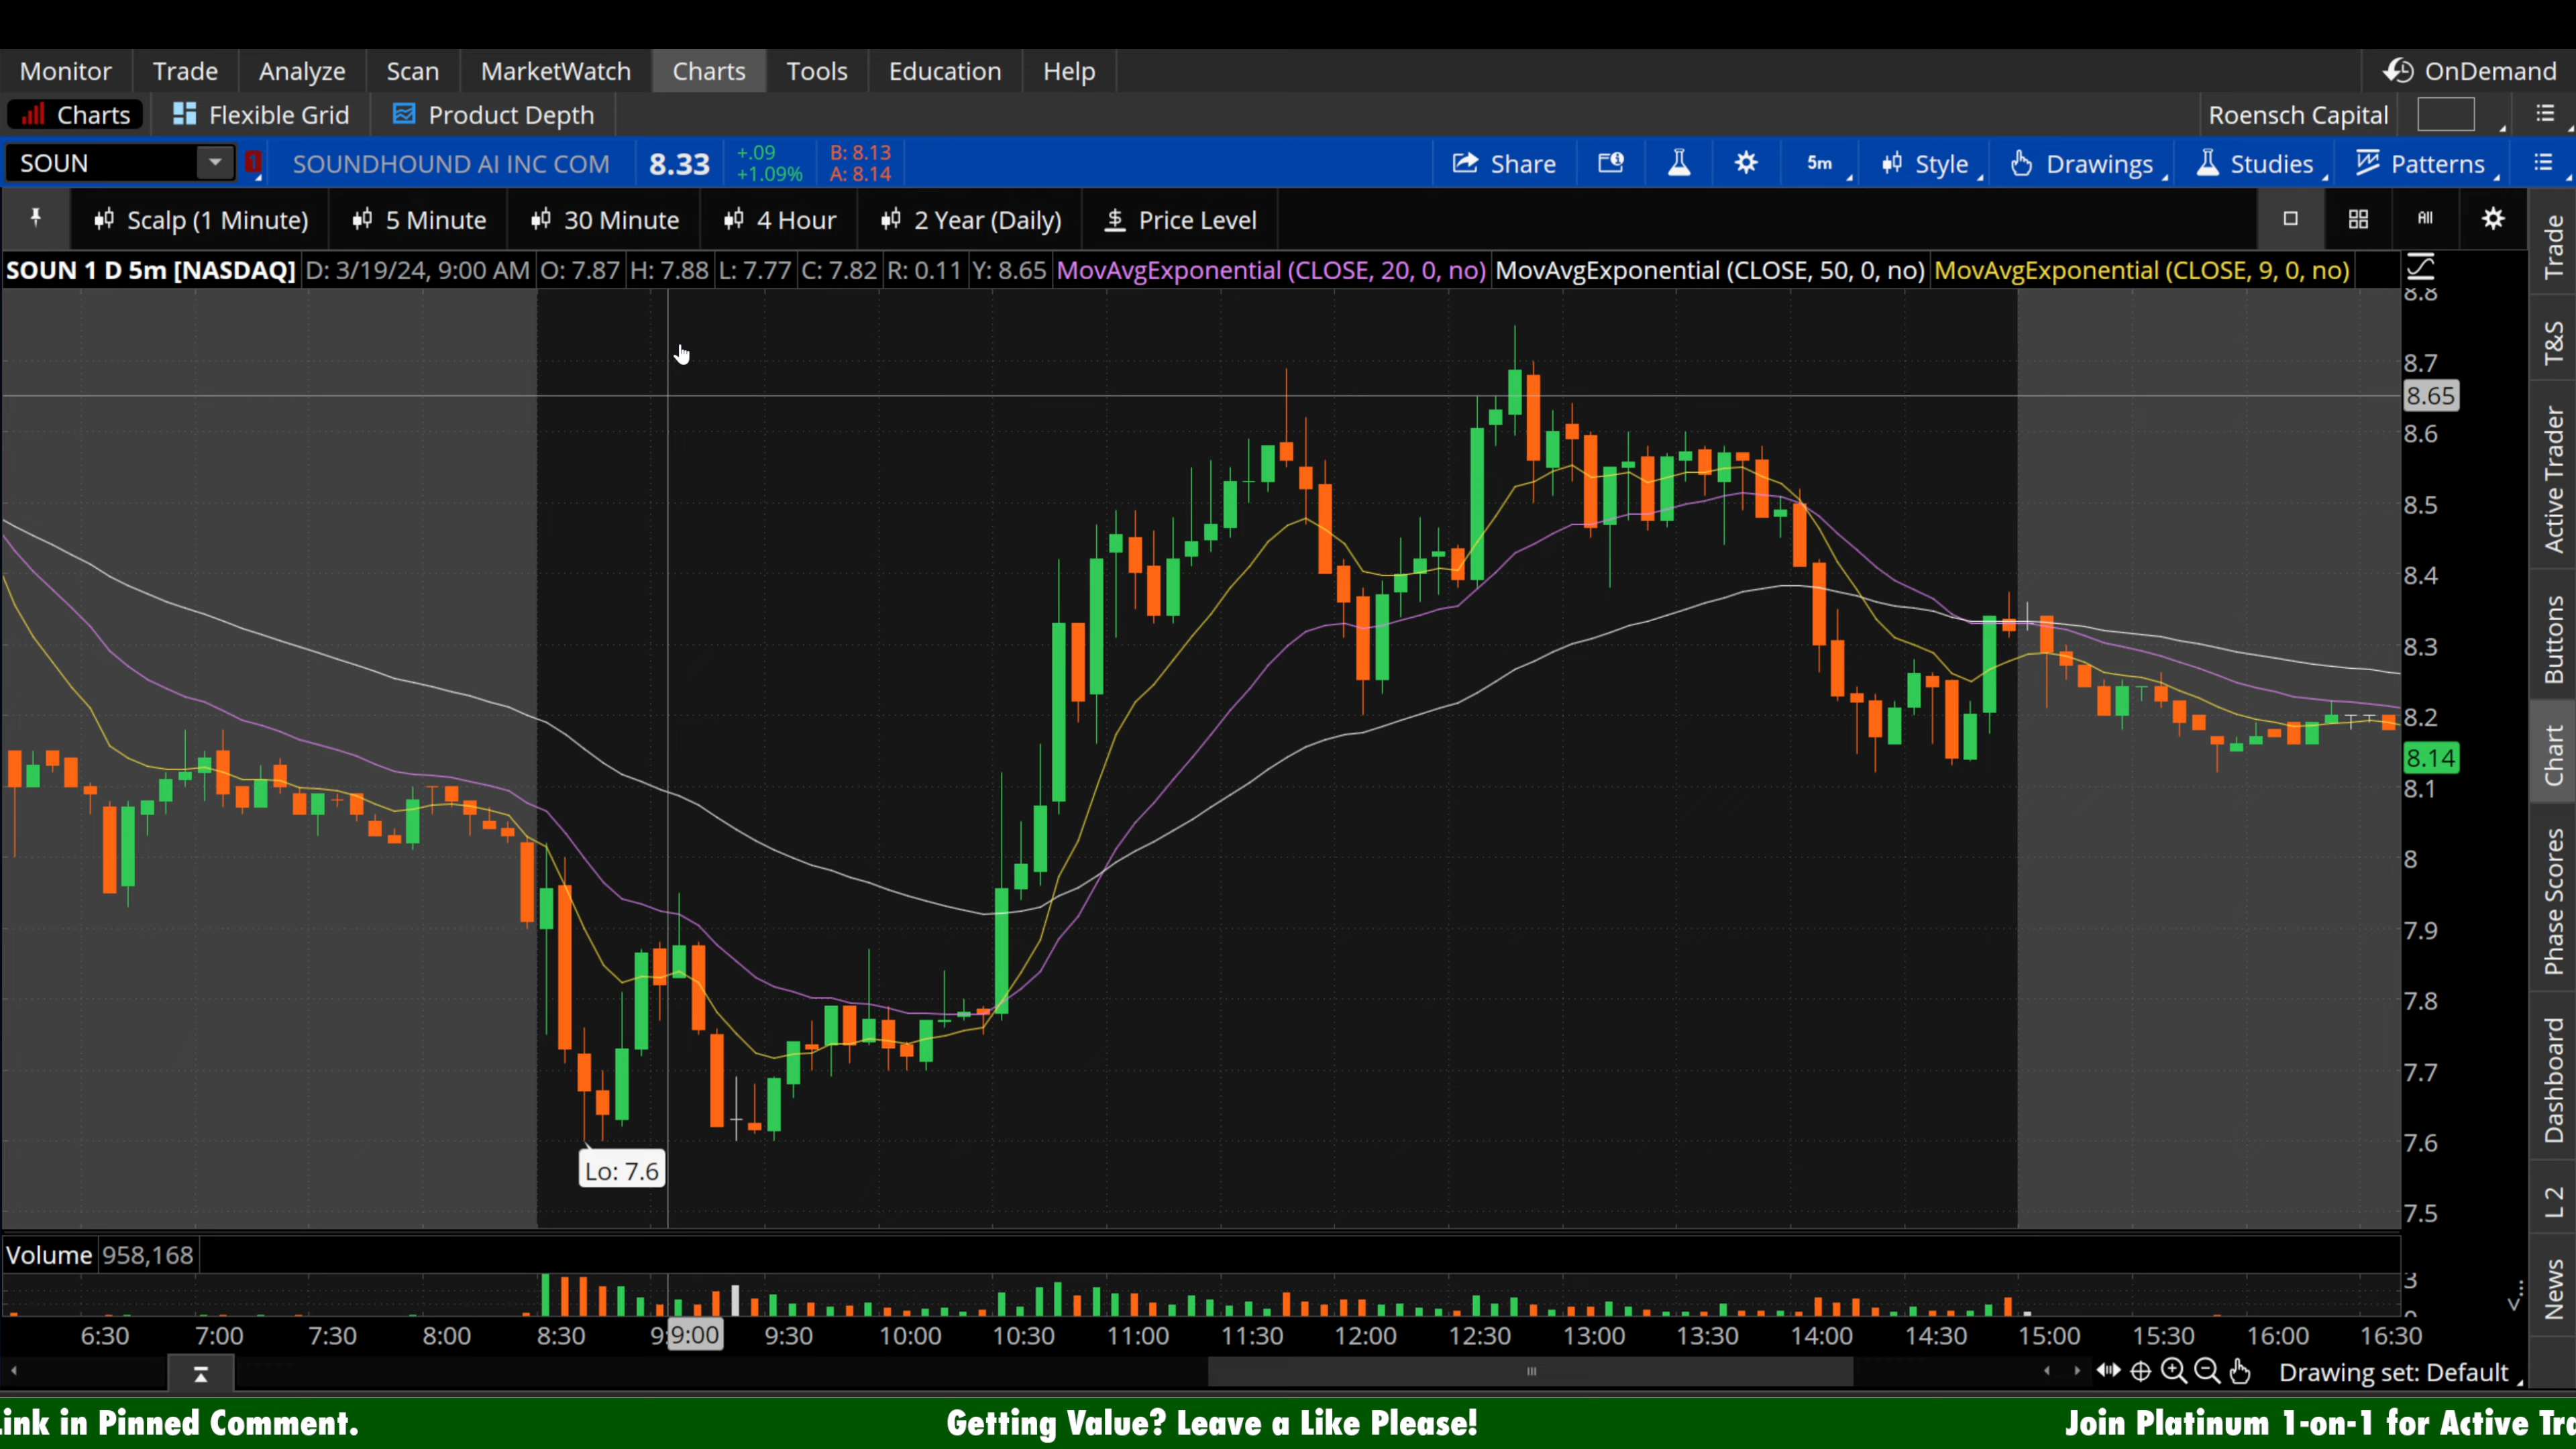 Monitor Trade Analyze Scan MarketWatch Charts Tools Education Help OnDemand
Charts Flexible Grid Product Depth Roensch Capital
SOUN 1 SOUNDHOUND AI INC COM 8.33 +.09 +1.09% B: 8.13 A: 8.14 Share 5m Style Drawings Studies Patterns
Scalp (1 Minute) 5 Minute 30 Minute 4 Hour 2 Year (Daily) $ Price Level All
SOUN 1 D 5m [NASDAQ] D: 3/19/24, 9:00 AM O: 7.87 H: 7.88 L: 7.77 C: 7.82 R: 0.11 Y: 8.65 MovAvgExponential (CLOSE, 20, 0, no) MovAvgExponential (CLOSE, 50, 0, no) MovAvgExponential (CLOSE, 9, 0, no)
8.8
8.7
8.65
8.6
8.5
8.4
8.3
8.2
8.14
8.1
8
7.9
7.8
7.7
7.6
7.5
Lo: 7.6
Volume 958,168
3
6:30 7:00 7:30 8:00 8:30 9:00 9:30 10:00 10:30 11:00 11:30 12:00 12:30 13:00 13:30 14:00 14:30 15:00 15:30 16:00 16:30
Drawing set: Default
Trade
T&S
Active Trader
Buttons
Chart
Phase Scores
Dashboard
L 2
News
Link in Pinned Comment. Getting Value? Leave a Like Please! Join Platinum 1-on-1 for Active